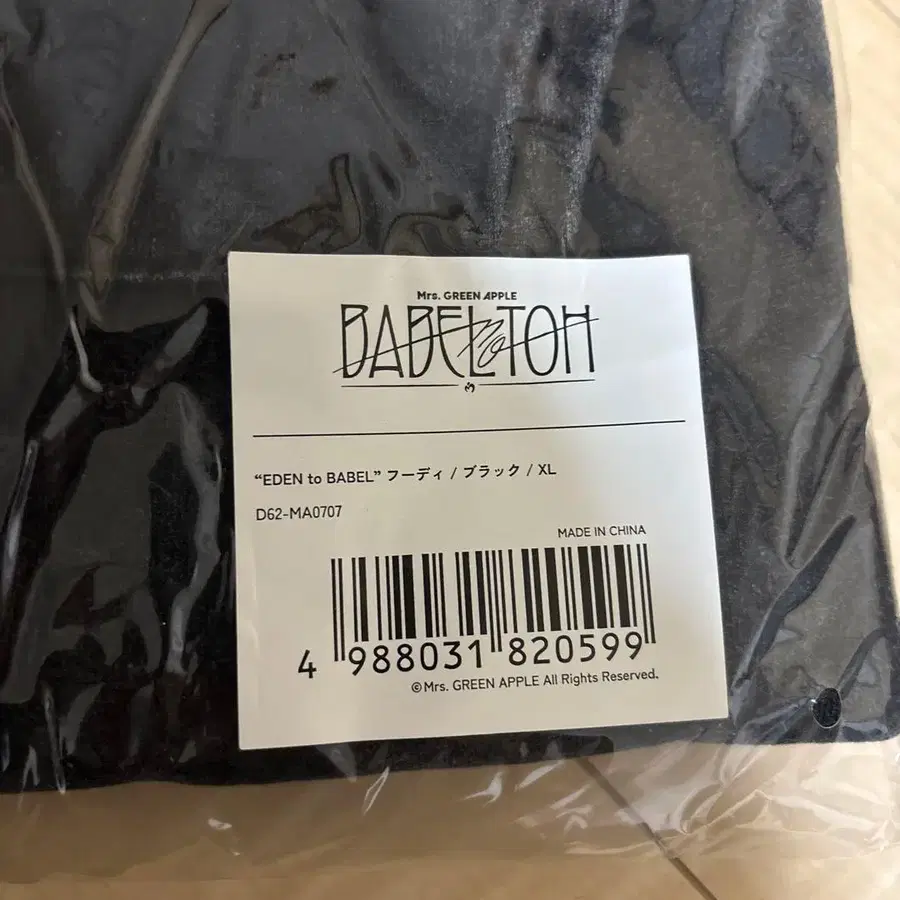 Mrs. GREEN APPLE
BABEL no TOH
“EDEN to BABEL” フーディ / ブラック / XL
D62-MA0707
MADE IN CHINA
4 988031 820599
©Mrs. GREEN APPLE All Rights Reserved.